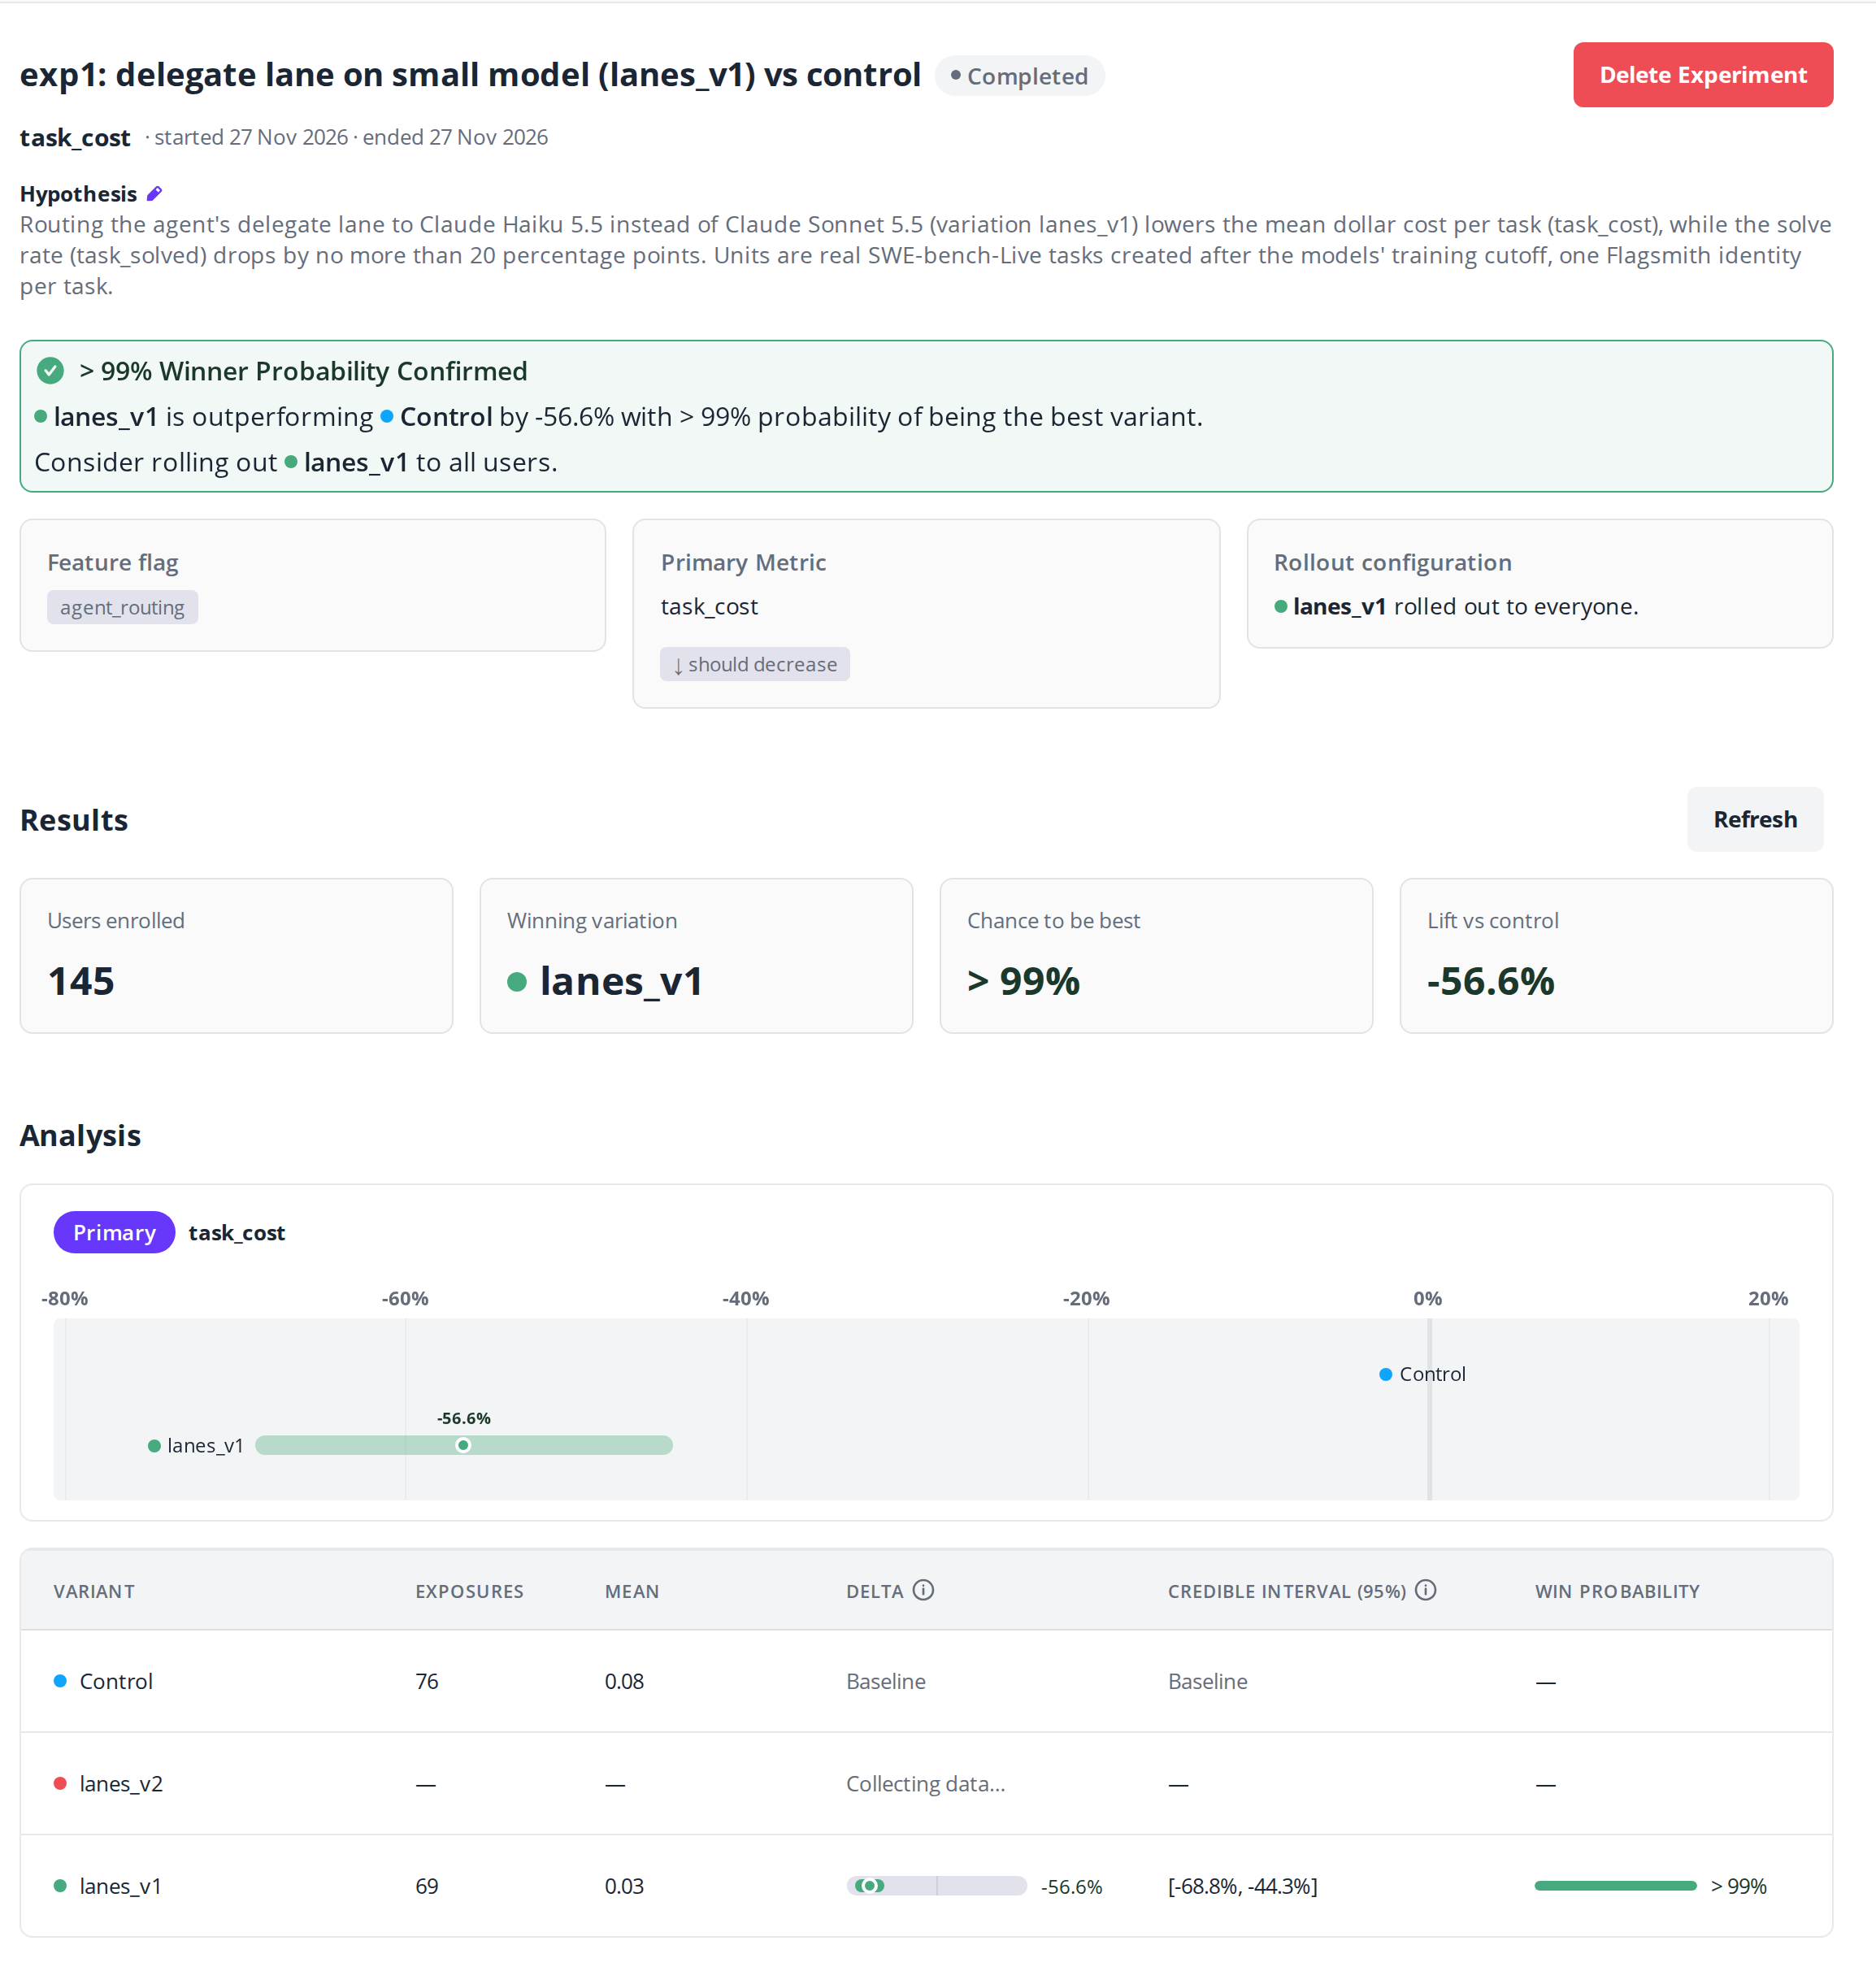 exp1: delegate lane on small model (lanes_v1) vs control
Completed
Delete Experiment
task_cost · started 27 Nov 2026 · ended 27 Nov 2026
Hypothesis
Routing the agent's delegate lane to Claude Haiku 5.5 instead of Claude Sonnet 5.5 (variation lanes_v1) lowers the mean dollar cost per task (task_cost), while the solve
rate (task_solved) drops by no more than 20 percentage points. Units are real SWE-bench-Live tasks created after the models' training cutoff, one Flagsmith identity
per task.
> 99% Winner Probability Confirmed
lanes_v1 is outperforming Control by -56.6% with > 99% probability of being the best variant.
Consider rolling out lanes_v1 to all users.
Feature flag
agent_routing
Primary Metric
task_cost
↓ should decrease
Rollout configuration
lanes_v1 rolled out to everyone.
Results
Refresh
Users enrolled
145
Winning variation
lanes_v1
Chance to be best
> 99%
Lift vs control
-56.6%
Analysis
Primary task_cost
-80% -60% -40% -20% 0% 20%
Control
-56.6%
lanes_v1
VARIANT EXPOSURES MEAN DELTA CREDIBLE INTERVAL (95%) WIN PROBABILITY
Control 76 0.08 Baseline Baseline —
lanes_v2 — — Collecting data... — —
lanes_v1 69 0.03 -56.6% [-68.8%, -44.3%] > 99%